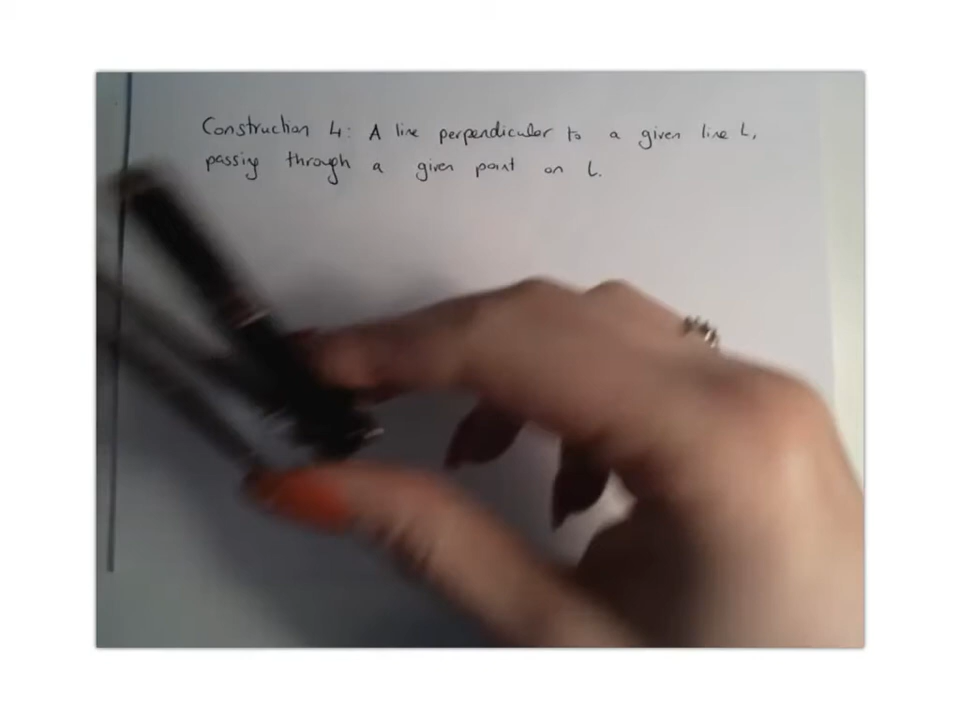 Construction 4: A line perpendicular to a given line L,
passing through a given point on L.